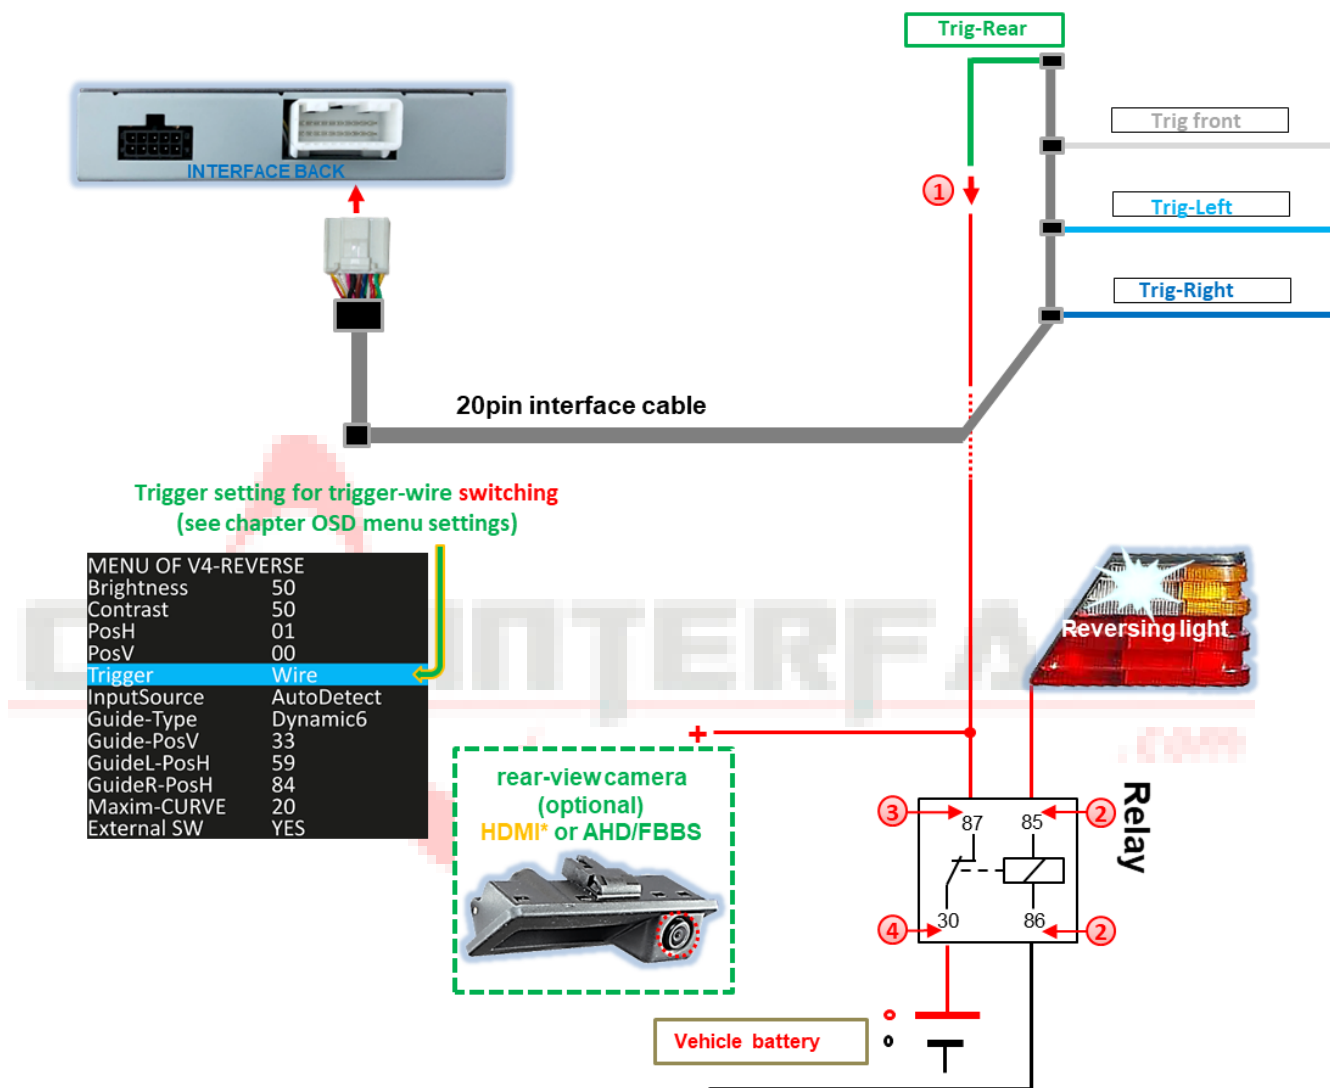 Trig-Rear
Trig front
INTERFACE BACK
1
Trig-Left
Trig-Right
20pin interface cable
Trigger setting for trigger-wire switching
(see chapter OSD menu settings)
MENU OF V4-REVERSE
Brightness 50
Contrast 50
PosH 01
PosV 00
Trigger Wire
InputSource AutoDetect
Guide-Type Dynamic6
Guide-PosV 33
GuideL-PosH 59
GuideR-PosH 84
Maxim-CURVE 20
External SW YES
Reversing light
.com
+
rear-viewcamera
(optional)
HDMI* or AHD/FBBS
Relay
3 87 85 2
4 30 86 2
Vehicle battery